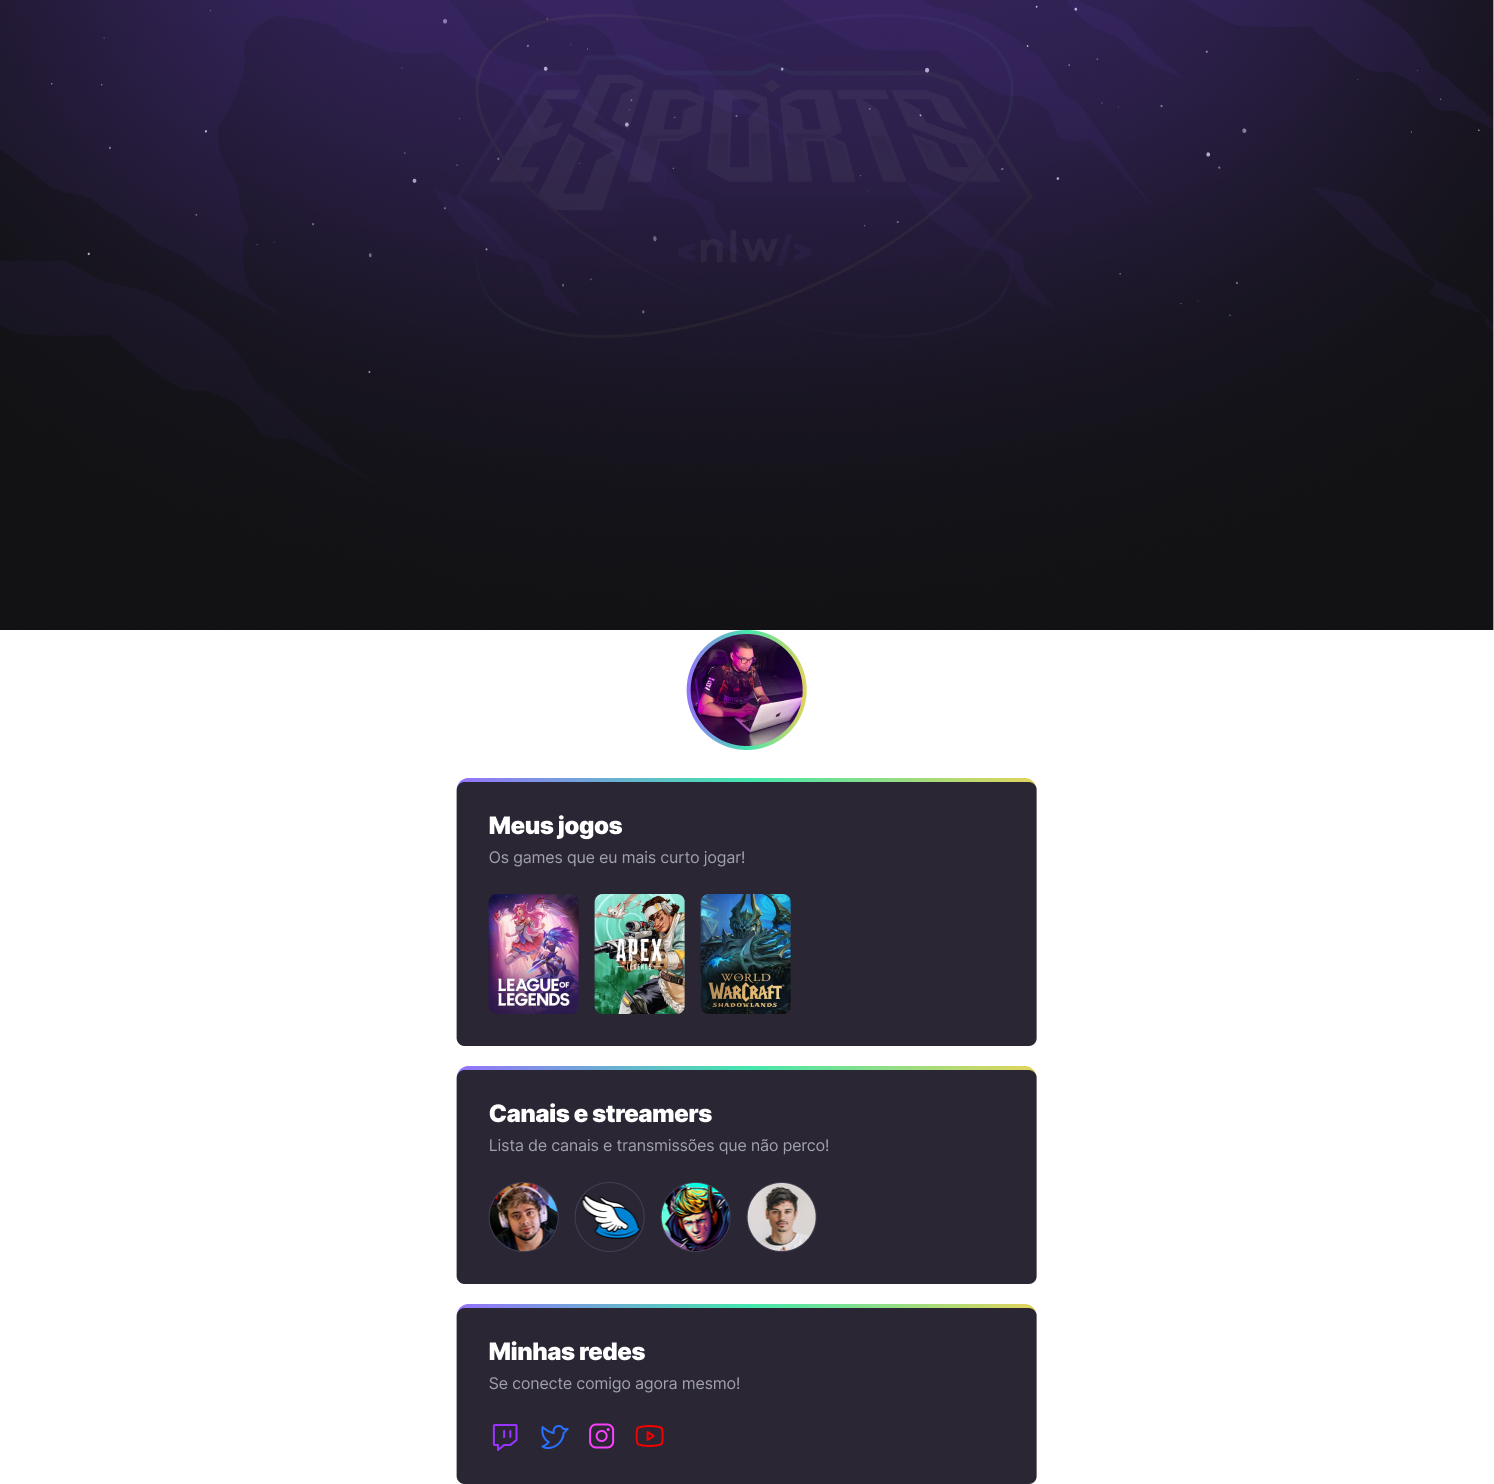 ESPORTS
<nlw/>
Meus jogos
Os games que eu mais curto jogar!
LEAGUE OF
LEGENDS
APEX
LEGENDS
WORLD
WARCRAFT
SHADOWLANDS
Canais e streamers
Lista de canais e transmissões que não perco!
Minhas redes
Se conecte comigo agora mesmo!